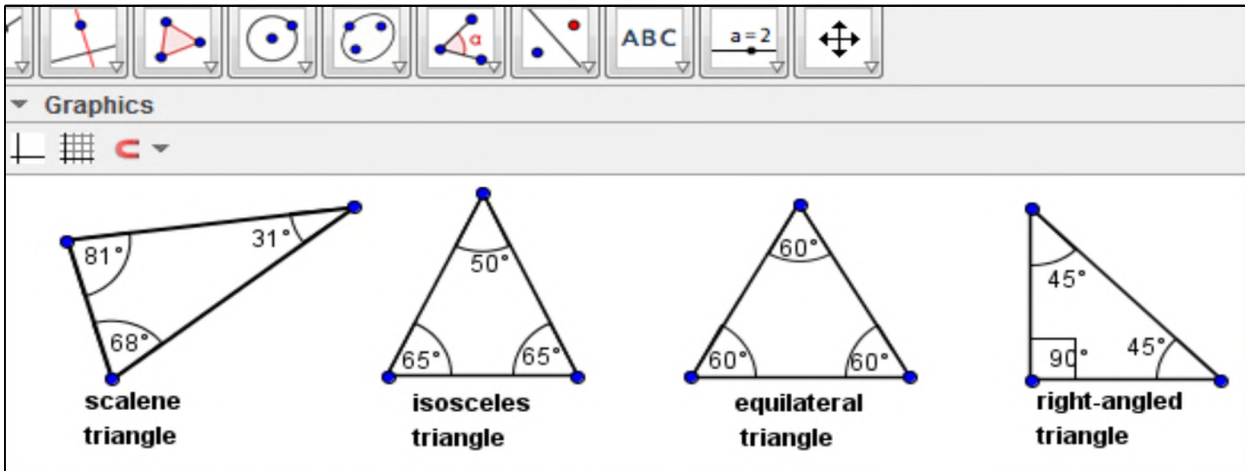 α ABC a = 2
Graphics
81° 31° 68°
50° 65° 65°
60° 60° 60°
45° 90° 45°
scalene
triangle
isosceles
triangle
equilateral
triangle
right-angled
triangle